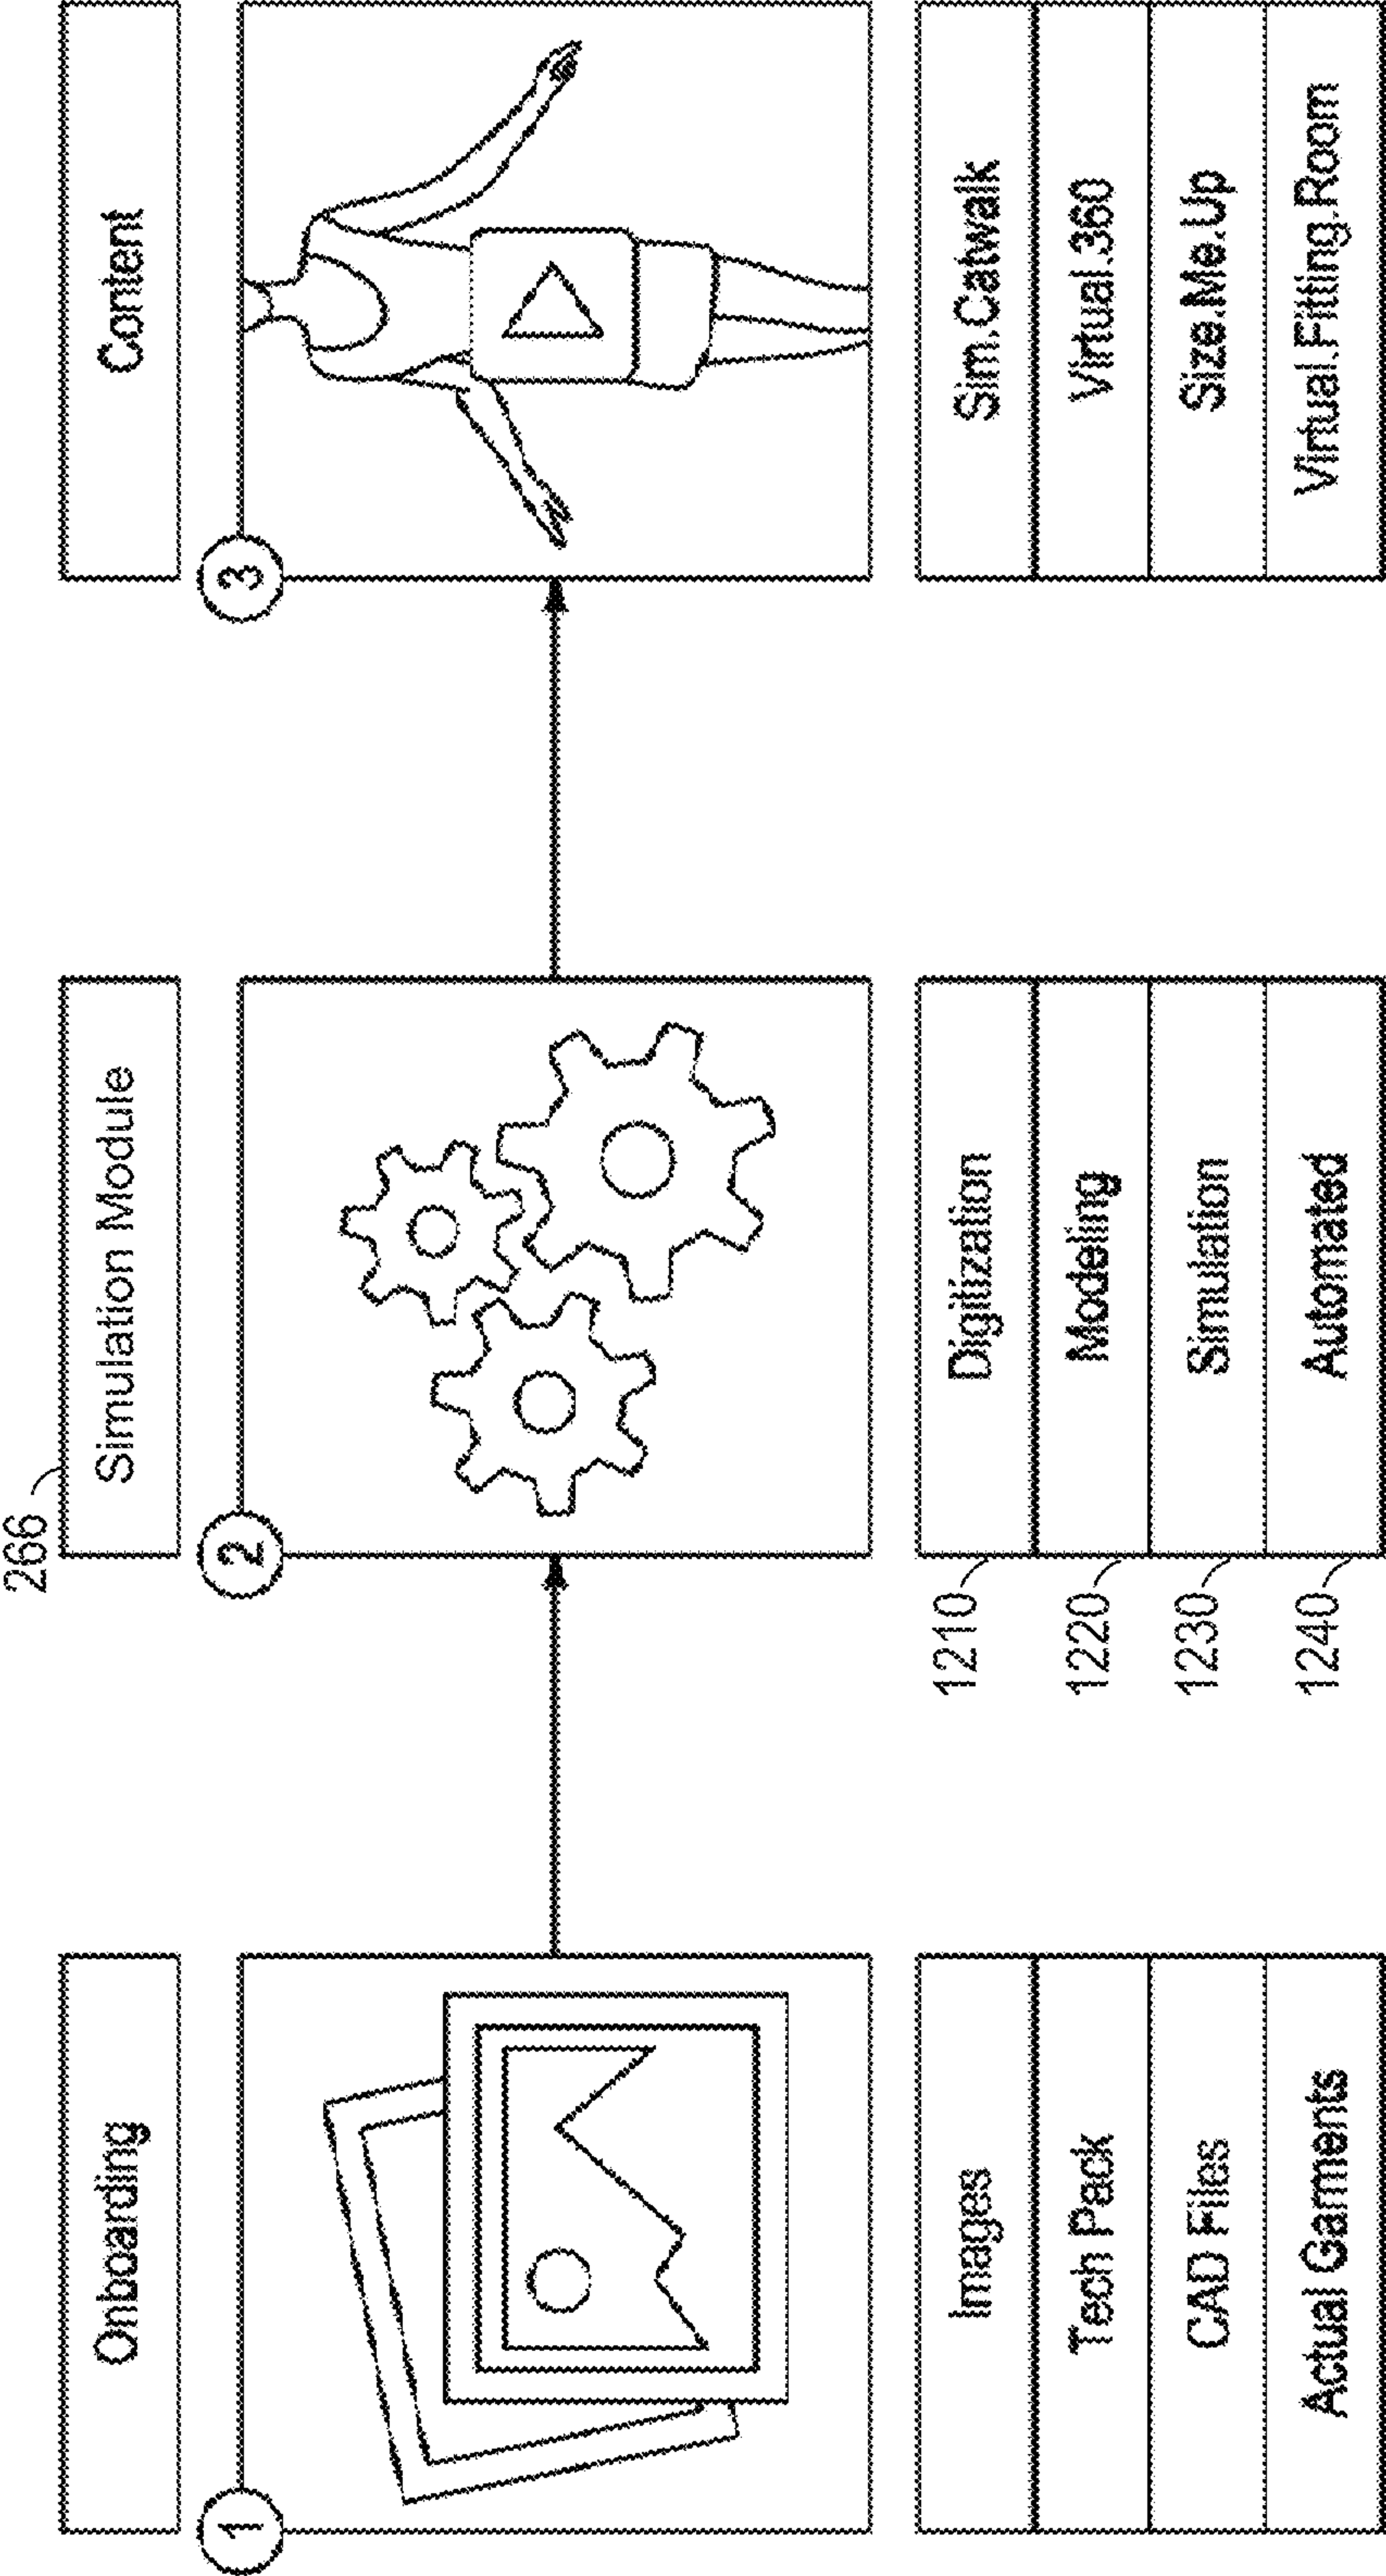 266
Onboarding
Simulation Module
Content
1
2
3
Images
Tech Pack
CAD Files
Actual Garments
1210
Digitization
1220
Modeling
1230
Simulation
1240
Automated
Sim.Catwalk
Virtual.360
Size.Me.Up
Virtual.Fitting.Room